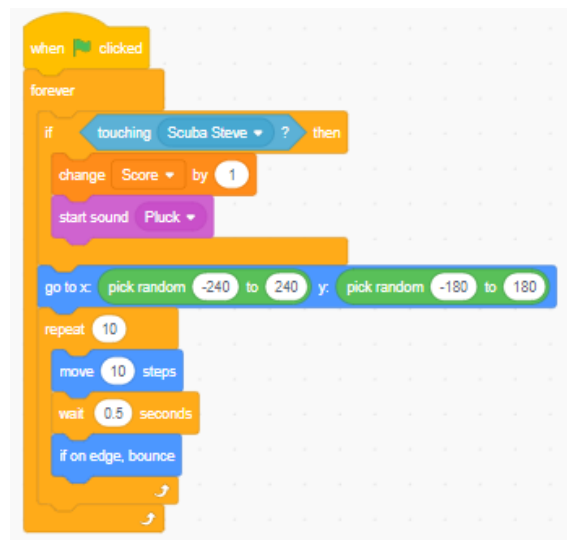 when clicked
forever
if touching Scuba Steve ? then
change Score by 1
start sound Pluck
go to x: pick random -240 to 240 y: pick random -180 to 180
repeat 10
move 10 steps
wait 0.5 seconds
if on edge, bounce